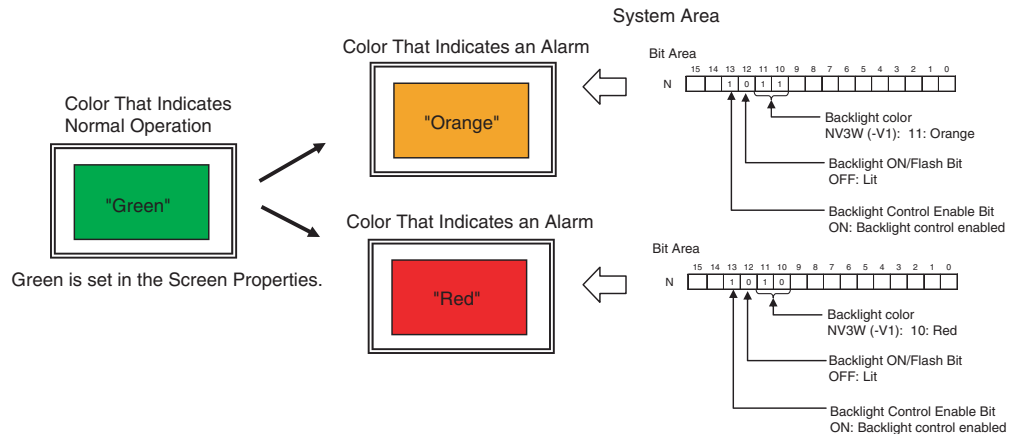 System Area
Color That Indicates
Normal Operation
"Green"
Green is set in the Screen Properties.
Color That Indicates an Alarm
"Orange"
Bit Area
15 14 13 12 11 10 9 8 7 6 5 4 3 2 1 0
N 1 0 1 1
Backlight color
NV3W (-V1): 11: Orange
Backlight ON/Flash Bit
OFF: Lit
Backlight Control Enable Bit
ON: Backlight control enabled
Color That Indicates an Alarm
"Red"
Bit Area
15 14 13 12 11 10 9 8 7 6 5 4 3 2 1 0
N 1 0 1 0
Backlight color
NV3W (-V1): 10: Red
Backlight ON/Flash Bit
OFF: Lit
Backlight Control Enable Bit
ON: Backlight control enabled